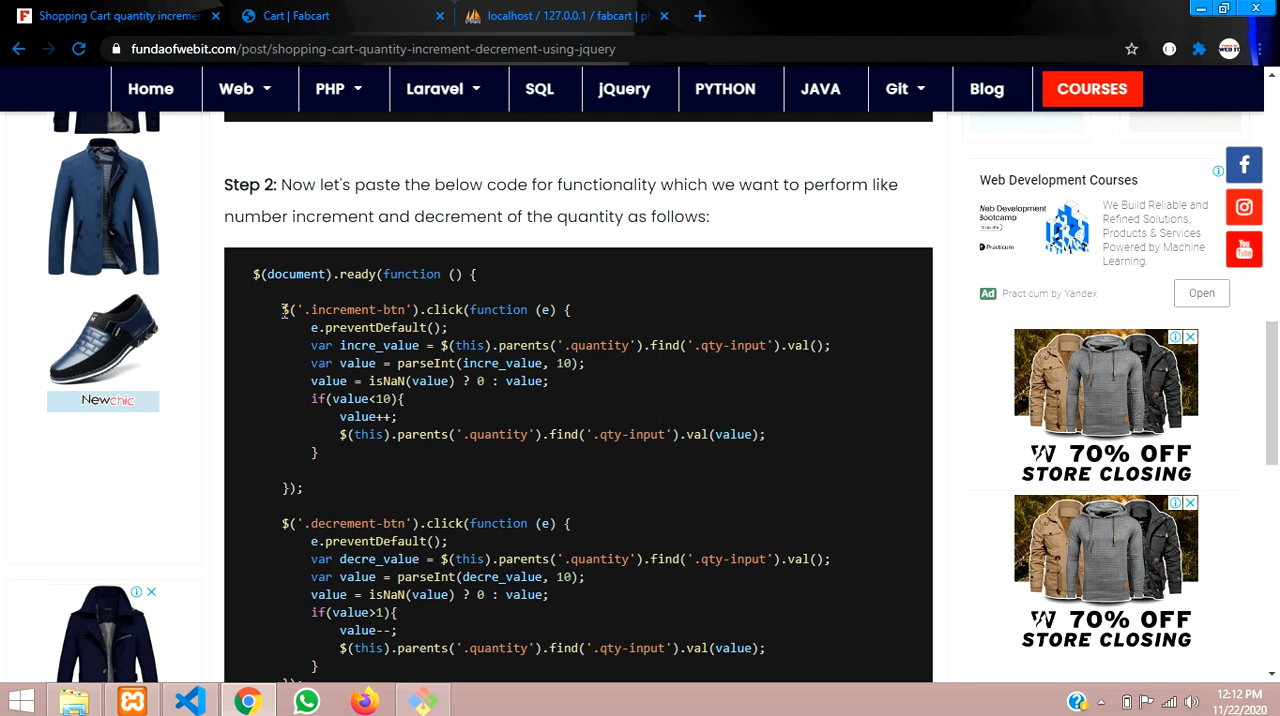 Shopping Cart quantity increme
Cart | Fabcart
localhost / 127.0.0.1 / fabcart | p
fundaofwebit.com/post/shopping-cart-quantity-increment-decrement-using-jquery
Home
Web
PHP
Laravel
SQL
jQuery
PYTHON
JAVA
Git
Blog
COURSES
Newchic
Step 2: Now let's paste the below code for functionality which we want to perform like
number increment and decrement of the quantity as follows:
$(document).ready(function () {
$('.increment-btn').click(function (e) {
e.preventDefault();
var incre_value = $(this).parents('.quantity').find('.qty-input').val();
var value = parseInt(incre_value, 10);
value = isNaN(value) ? 0 : value;
if(value<10){
value++;
$(this).parents('.quantity').find('.qty-input').val(value);
}
});
$('.decrement-btn').click(function (e) {
e.preventDefault();
var decre_value = $(this).parents('.quantity').find('.qty-input').val();
var value = parseInt(decre_value, 10);
value = isNaN(value) ? 0 : value;
if(value>1){
value--;
$(this).parents('.quantity').find('.qty-input').val(value);
}
});
Web Development Courses
Web Development
Bootcamp
Practicum
We Build Reliable and
Refined Solutions,
Products & Services
Powered by Machine
Learning.
Ad Practicum by Yandex
Open
70% OFF
STORE CLOSING
70% OFF
STORE CLOSING
12:12 PM
11/22/2020